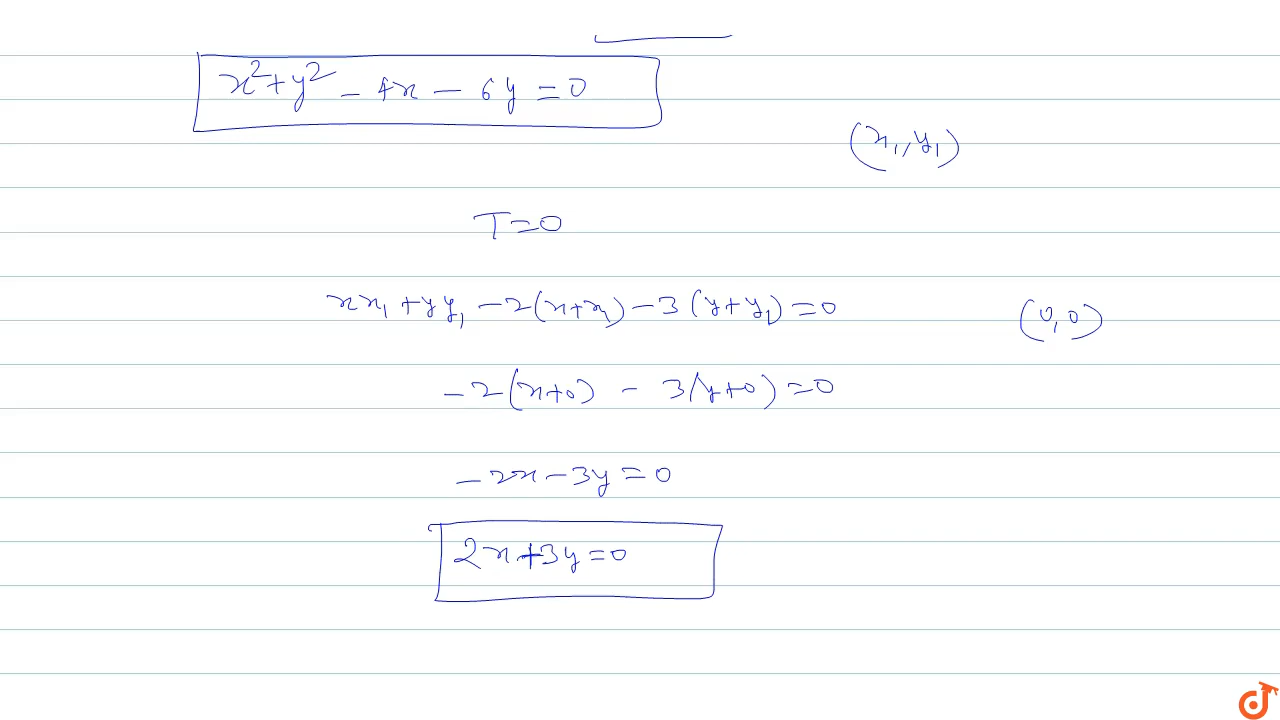 x²+y² - 4x - 6y = 0
(x₁, y₁)
T=0
xx₁ + yy₁ - 2(x+x₁) - 3(y+y₁) = 0
(0,0)
-2(x+0) - 3(y+0) = 0
-2x - 3y = 0
2x+3y=0